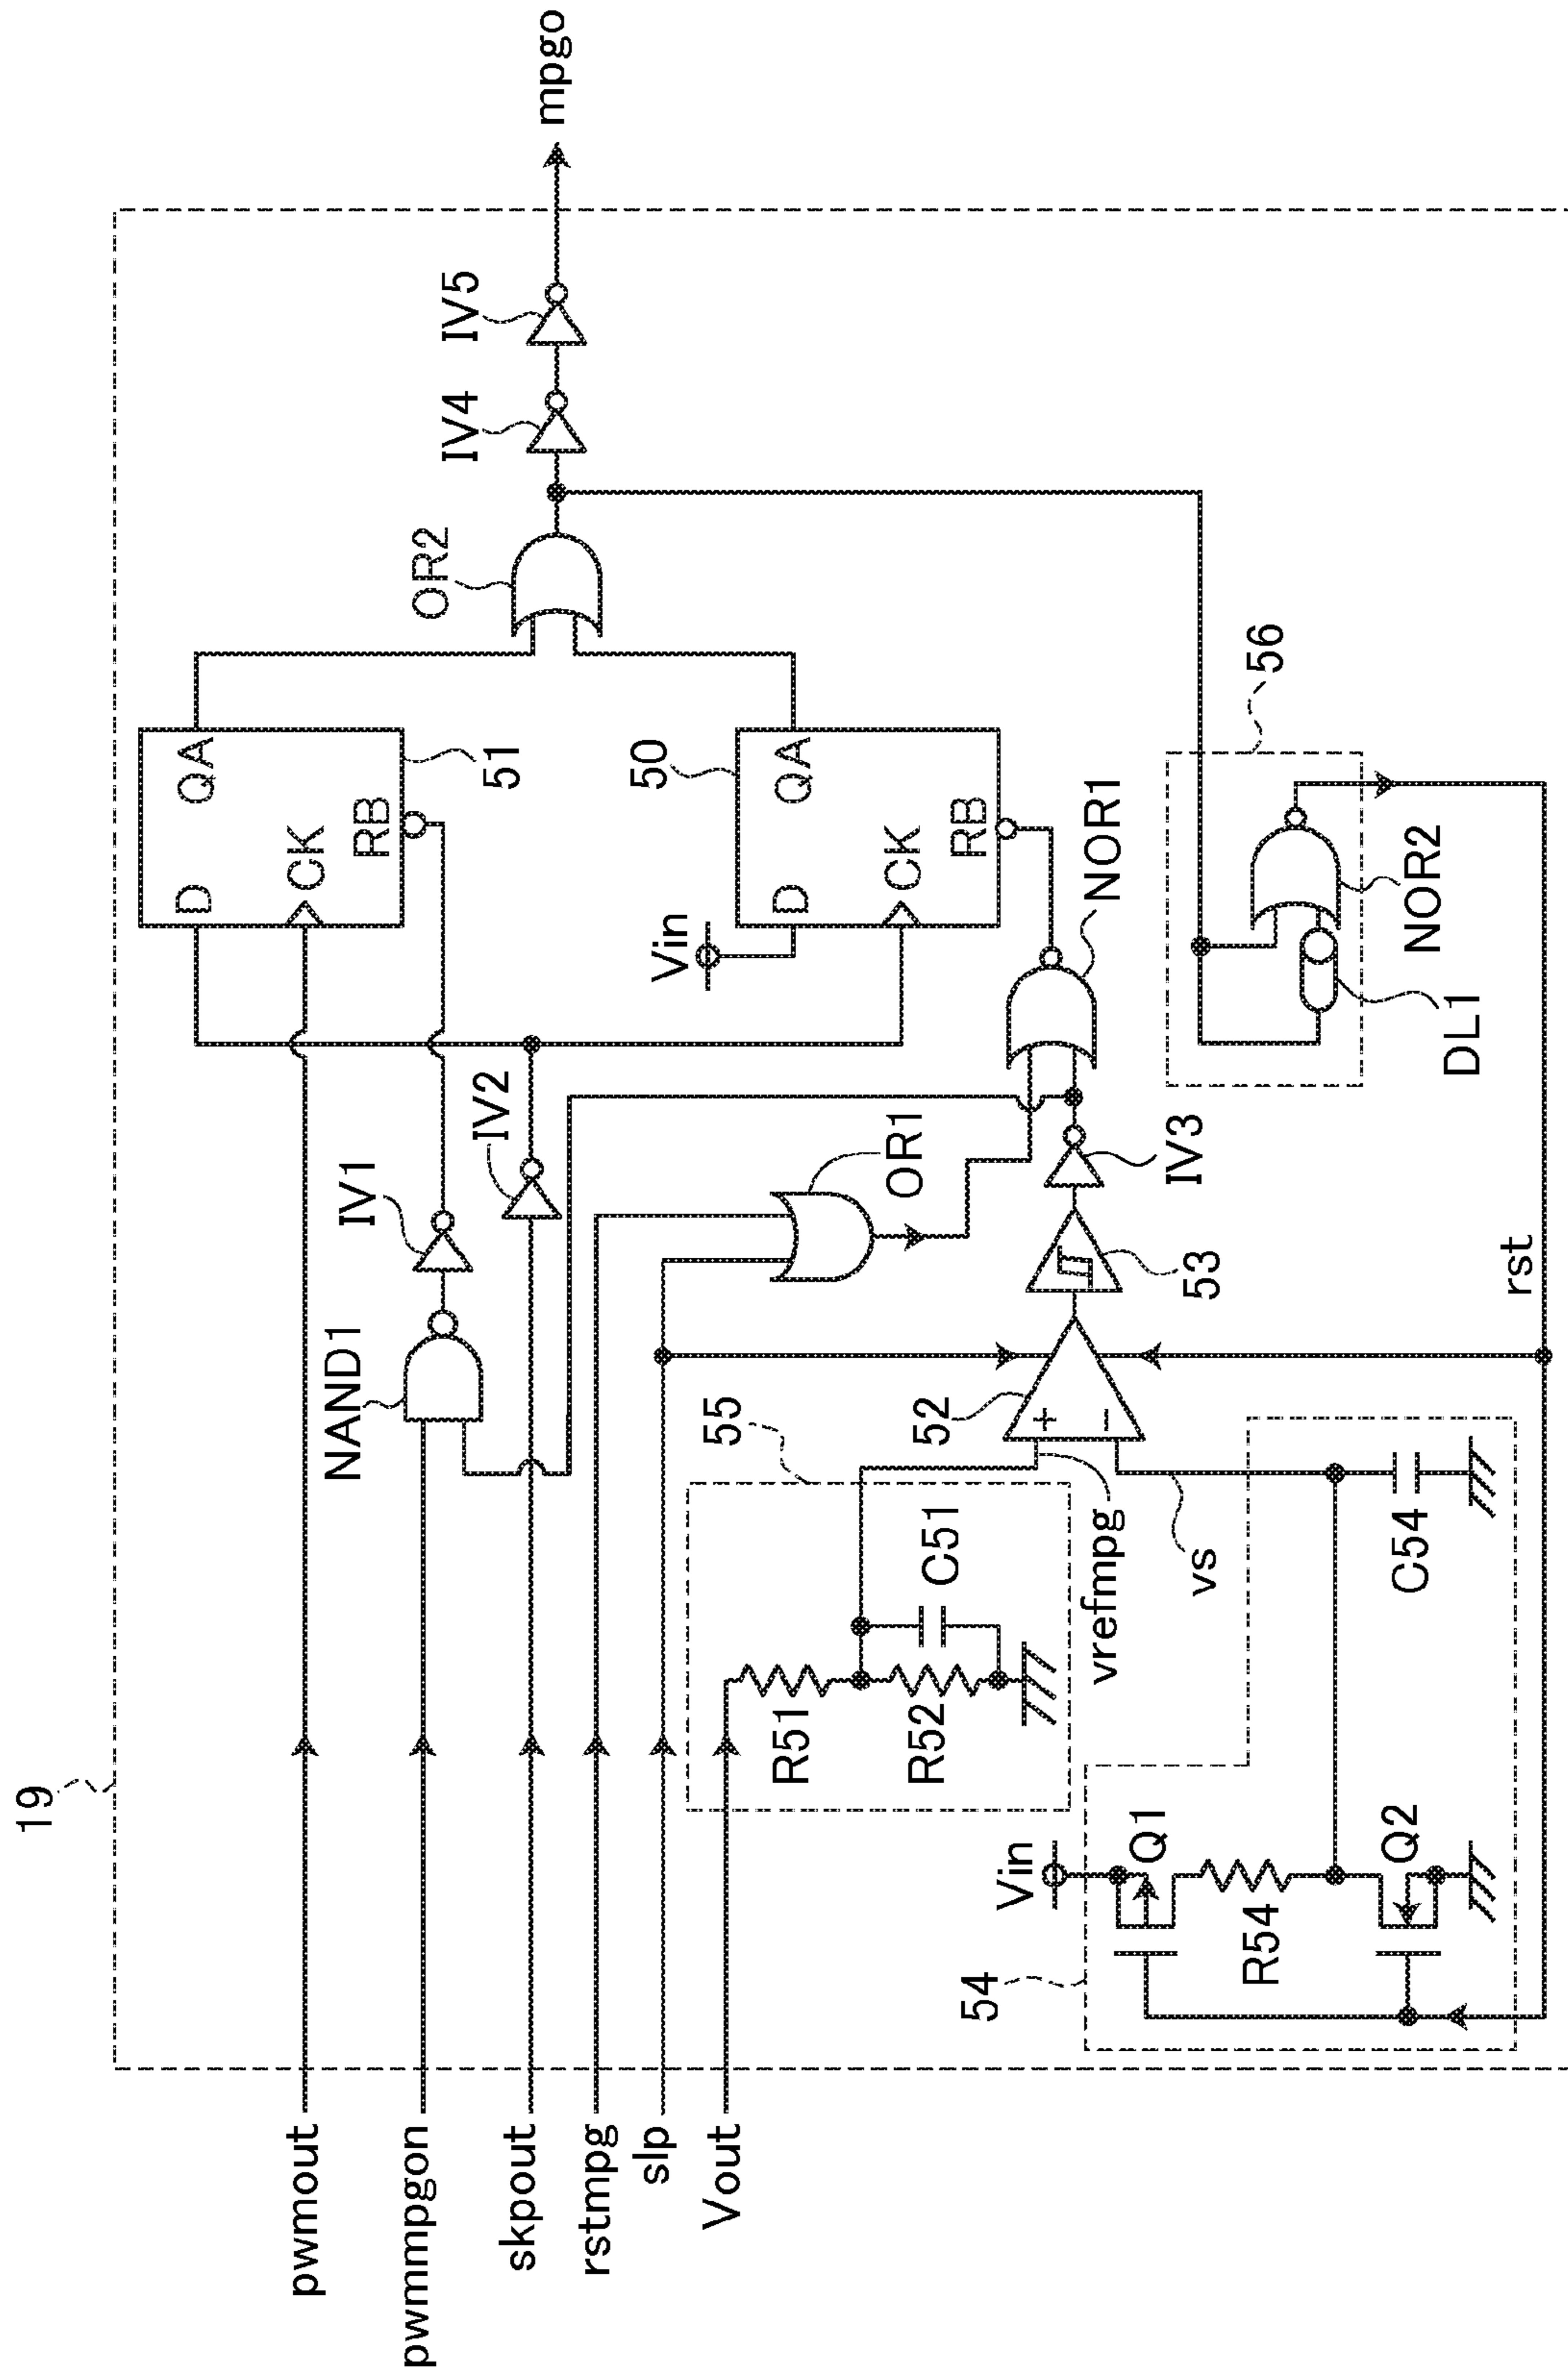 19
pwmout
pwmmpgon
skpout
rstmpg
slp
Vout
NAND1
IV1
IV2
D
QA
CK
RB
51
OR2
IV4
IV5
mpgo
Vin
D
QA
CK
RB
50
OR1
NOR1
55
R51
R52
C51
vrefmpg
vs
52
+
−
53
IV3
56
DL1
NOR2
54
Vin
Q1
R54
Q2
C54
rst